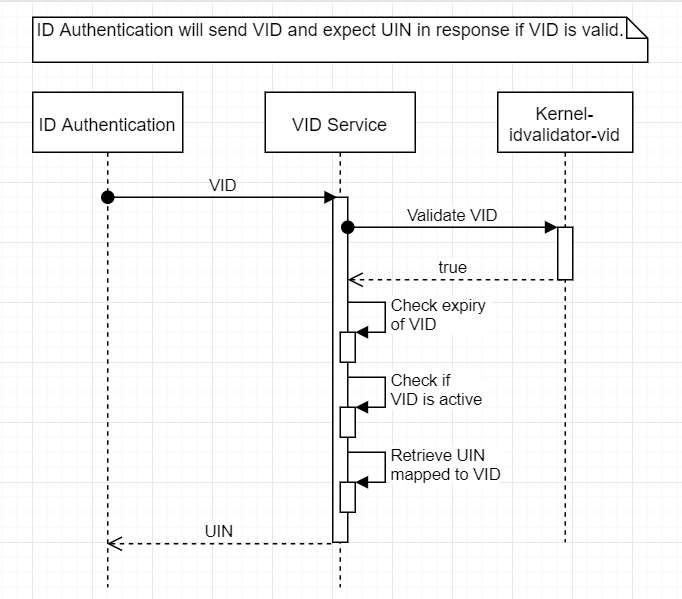 ID Authentication will send VID and expect UIN in response if VID is valid.
ID Authentication
VID Service
Kernel-
idvalidator-vid
VID
Validate VID
true
Check expiry
of VID
Check if
VID is active
Retrieve UIN
mapped to VID
UIN